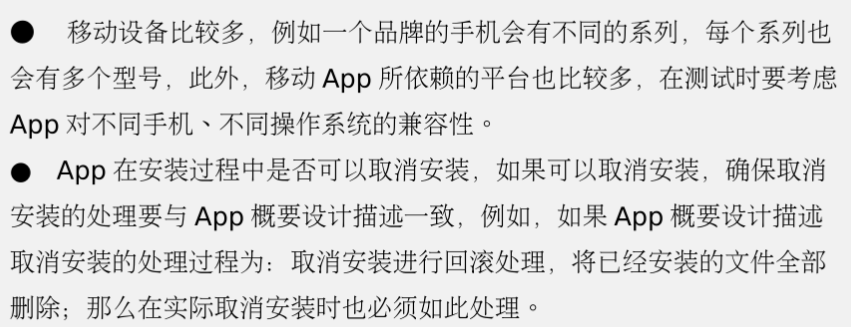 ● 移动设备比较多，例如一个品牌的手机会有不同的系列，每个系列也
会有多个型号，此外，移动 App 所依赖的平台也比较多，在测试时要考虑
App 对不同手机、不同操作系统的兼容性。
● App 在安装过程中是否可以取消安装，如果可以取消安装，确保取消
安装的处理要与 App 概要设计描述一致，例如，如果 App 概要设计描述
取消安装的处理过程为：取消安装进行回滚处理，将已经安装的文件全部
删除；那么在实际取消安装时也必须如此处理。